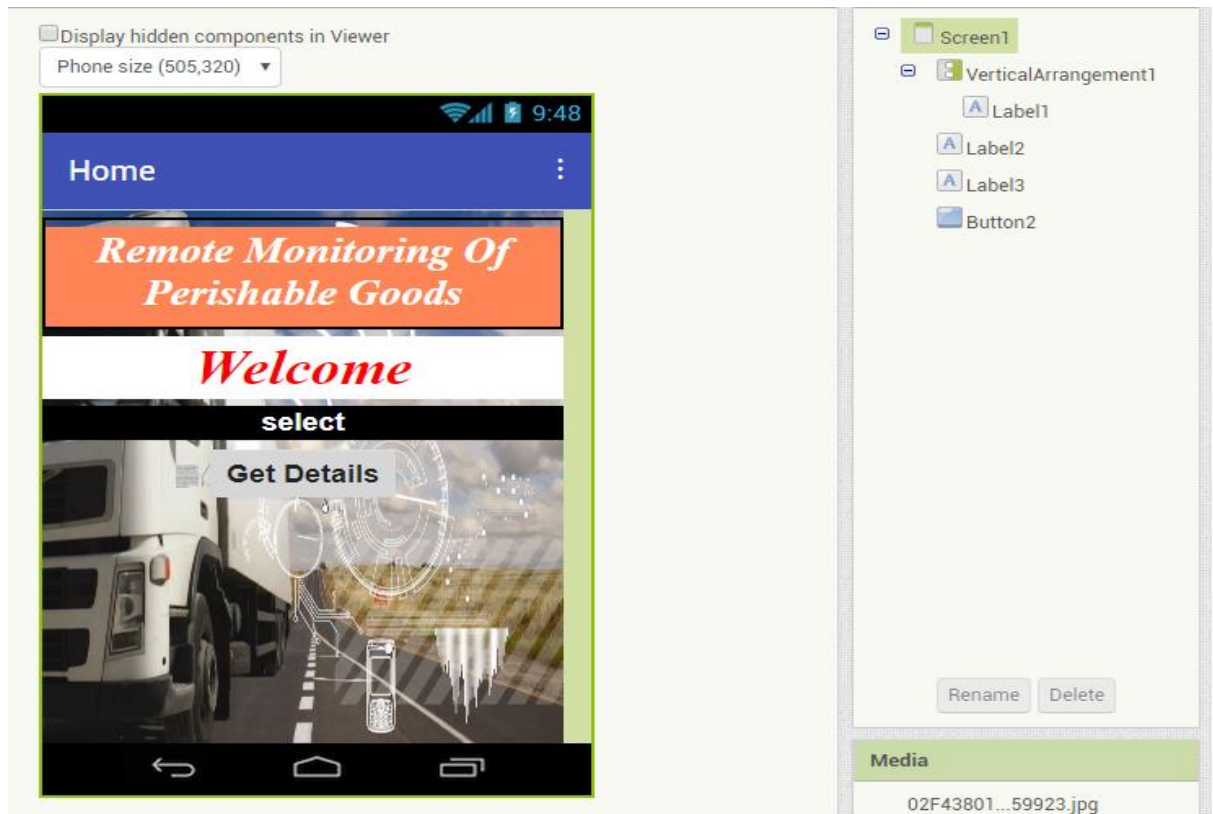 Display hidden components in Viewer
Phone size (505,320)
9:48
Home
Remote Monitoring Of
Perishable Goods
Welcome
select
Get Details
Screen1
VerticalArrangement1
A Label1
A Label2
A Label3
Button2
Rename Delete
Media
02F43801...59923.jpg